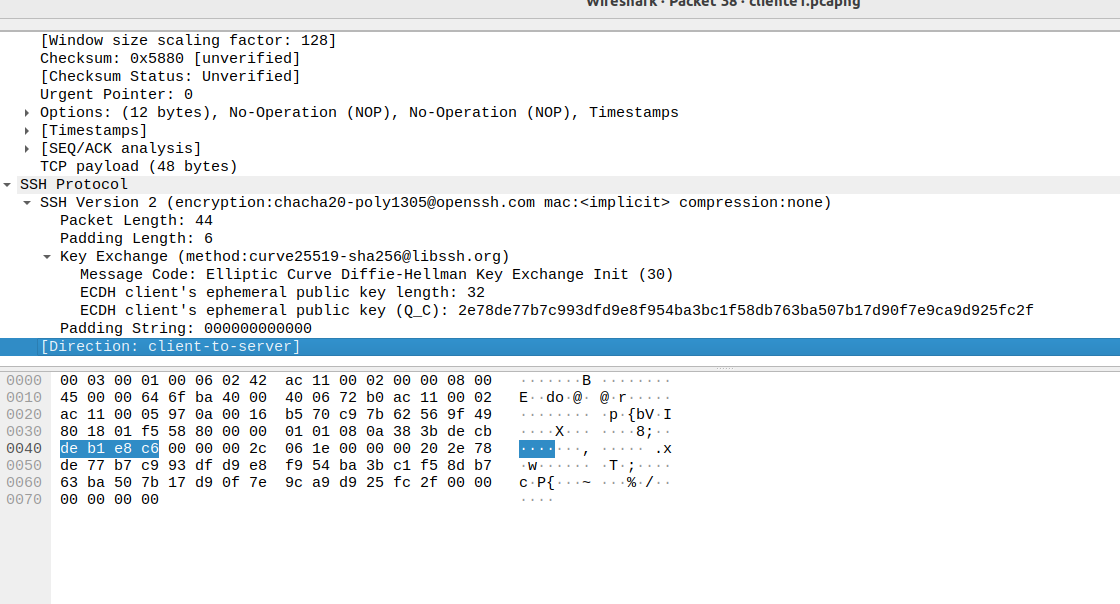 Wireshark · Packet 38 · cliente1.pcapng
[Window size scaling factor: 128]
Checksum: 0x5880 [unverified]
[Checksum Status: Unverified]
Urgent Pointer: 0
Options: (12 bytes), No-Operation (NOP), No-Operation (NOP), Timestamps
[Timestamps]
[SEQ/ACK analysis]
TCP payload (48 bytes)
SSH Protocol
SSH Version 2 (encryption:chacha20-poly1305@openssh.com mac:<implicit> compression:none)
Packet Length: 44
Padding Length: 6
Key Exchange (method:curve25519-sha256@libssh.org)
Message Code: Elliptic Curve Diffie-Hellman Key Exchange Init (30)
ECDH client's ephemeral public key length: 32
ECDH client's ephemeral public key (Q_C): 2e78de77b7c993dfd9e8f954ba3bc1f58db763ba507b17d90f7e9ca9d925fc2f
Padding String: 000000000000
[Direction: client-to-server]
0000 00 03 00 01 00 06 02 42 ac 11 00 02 00 00 08 00 ·······B ········
0010 45 00 00 64 6f ba 40 00 40 06 72 b0 ac 11 00 02 E··do·@· @·r·····
0020 ac 11 00 05 97 0a 00 16 b5 70 c9 7b 62 56 9f 49 ········ ·p·{bV·I
0030 80 18 01 f5 58 80 00 00 01 01 08 0a 38 3b de cb ····X··· ····8;··
0040 de b1 e8 c6 00 00 00 2c 06 1e 00 00 00 20 2e 78 ·······, ····· .x
0050 de 77 b7 c9 93 df d9 e8 f9 54 ba 3b c1 f5 8d b7 ·w······ ·T·;····
0060 63 ba 50 7b 17 d9 0f 7e 9c a9 d9 25 fc 2f 00 00 c·P{···~ ···%·/··
0070 00 00 00 00 ····